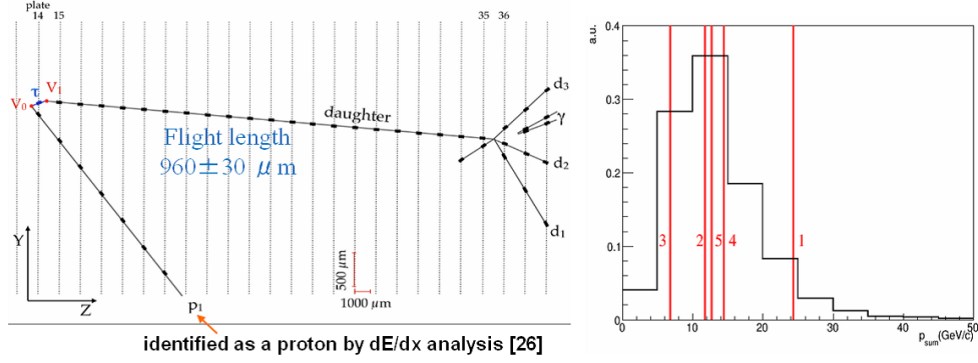 plate
14 15
35 36
V₀
τ
V₁
daughter
d₃
γ
d₂
d₁
Flight length
960±30 μm
Y
Z
500 μm
1000 μm
p₁
identified as a proton by dE/dx analysis [26]
a.u.
0.4
0.3
0.2
0.1
0
3 2 5 4 1
0 10 20 30 40 50
p_sum (GeV/c)